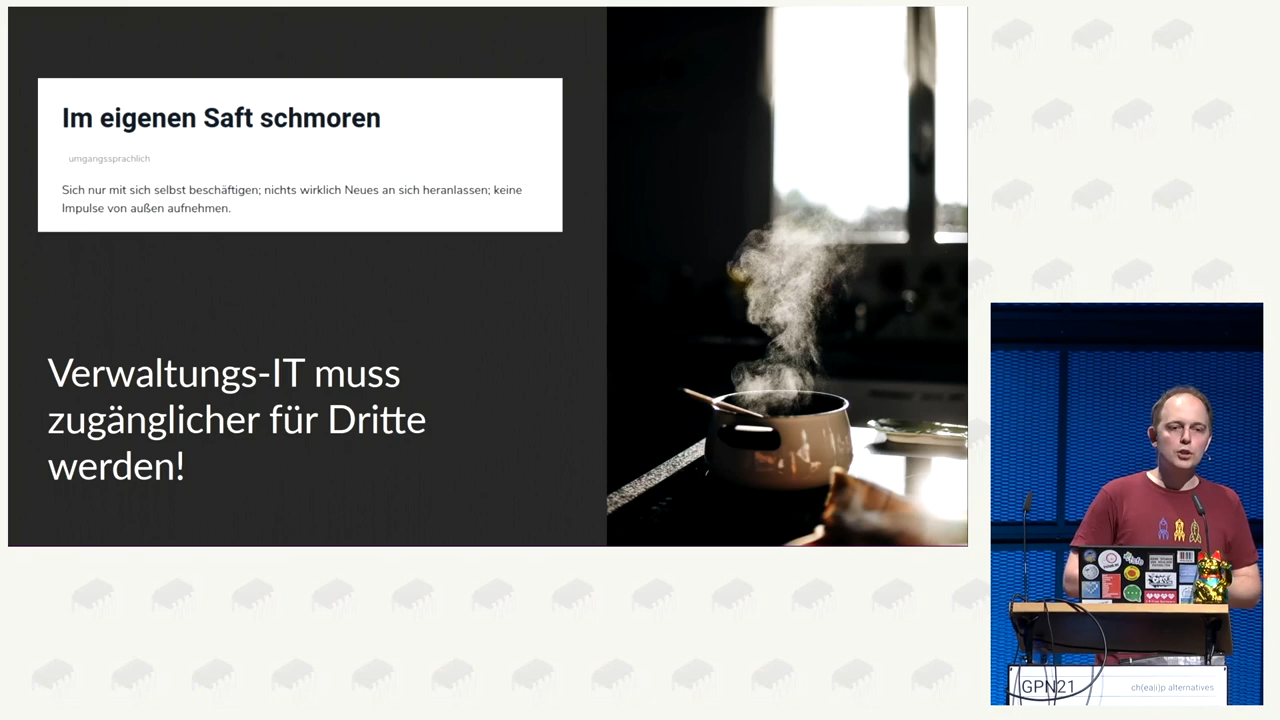 Im eigenen Saft schmoren
umgangssprachlich
Sich nur mit sich selbst beschäftigen; nichts wirklich Neues an sich heranlassen; keine
Impulse von außen aufnehmen.
Verwaltungs-IT muss
zugänglicher für Dritte
werden!
GPN21
ch(eali)p alternatives